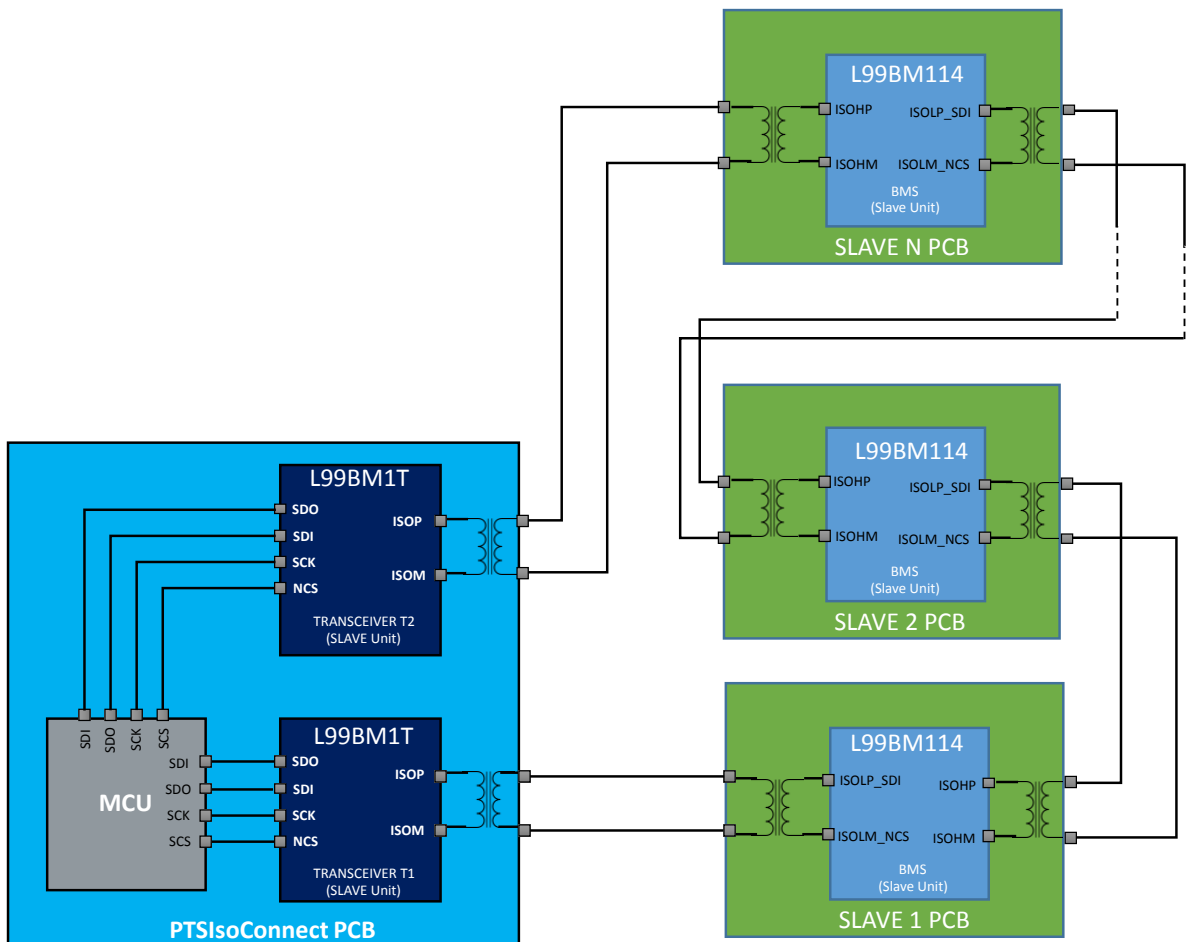 L99BM114
ISOHP
ISOLP_SDI
ISOHM
ISOLM_NCS
BMS
(Slave Unit)
SLAVE N PCB
L99BM114
ISOHP
ISOLP_SDI
ISOHM
ISOLM_NCS
BMS
(Slave Unit)
SLAVE 2 PCB
L99BM1T
SDO
ISOP
SDI
SCK
ISOM
NCS
TRANSCEIVER T2
(SLAVE Unit)
SDI
SDO
SCK
SCS
MCU
SDI
SDO
SCK
SCS
L99BM1T
SDO
ISOP
SDI
SCK
ISOM
NCS
TRANSCEIVER T1
(SLAVE Unit)
PTSIsoConnect PCB
L99BM114
ISOLP_SDI
ISOHP
ISOLM_NCS
ISOHM
BMS
(Slave Unit)
SLAVE 1 PCB